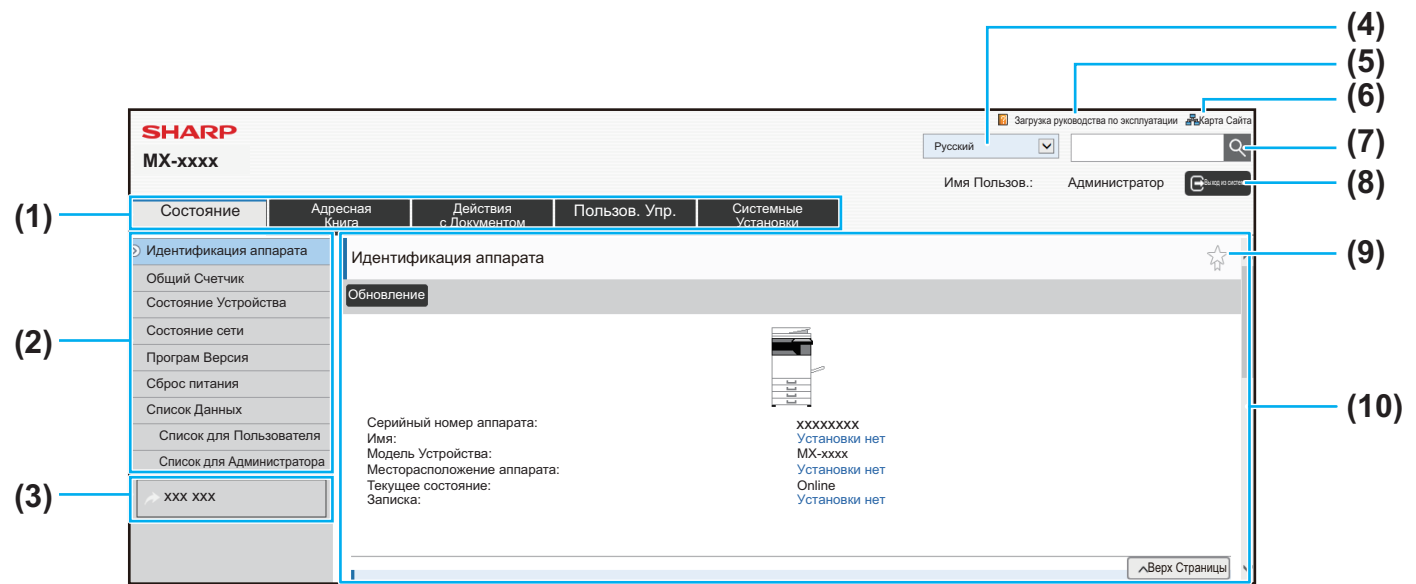 (4)
(5)
(6)
SHARP
Загрузка руководства по эксплуатации Карта Сайта
MX-xxxx
Русский
(7)
Имя Пользов.: Администратор Выход из систем
(8)
(1)
Состояние Адресная Книга Действия с Документом Пользов. Упр. Системные Установки
(2)
Идентификация аппарата
Общий Счетчик
Состояние Устройства
Состояние сети
Програм Версия
Сброс питания
Список Данных
Список для Пользователя
Список для Администратора
(3)
xxx xxx
Идентификация аппарата
(9)
Обновление
Серийный номер аппарата: xxxxxxxx
Имя: Установки нет
Модель Устройства: MX-xxxx
Месторасположение аппарата: Установки нет
Текущее состояние: Online
Записка: Установки нет
(10)
Верх Страницы